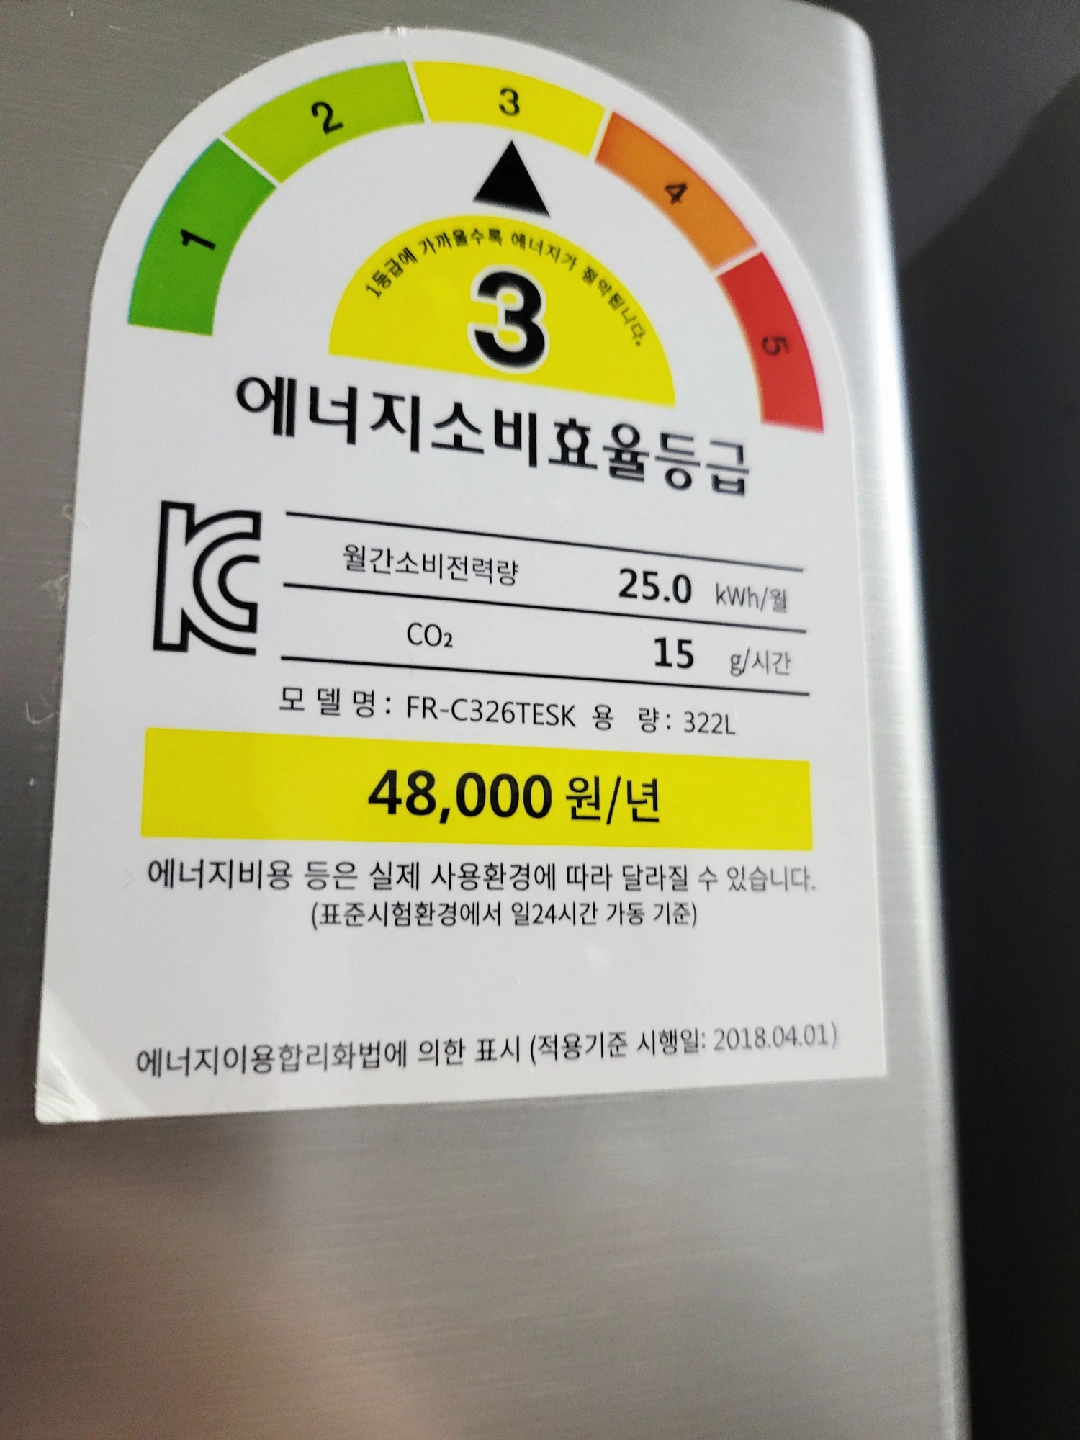 1
2
3
4
5
1등급에 가까울수록 에너지가 절약됩니다.
3
에너지소비효율등급
KC
월간소비전력량 25.0 kWh/월
CO₂ 15 g/시간
모 델 명 : FR-C326TESK 용 량 : 322L
48,000 원/년
에너지비용 등은 실제 사용환경에 따라 달라질 수 있습니다.
(표준시험환경에서 일24시간 가동 기준)
에너지이용합리화법에 의한 표시 (적용기준 시행일: 2018.04.01)